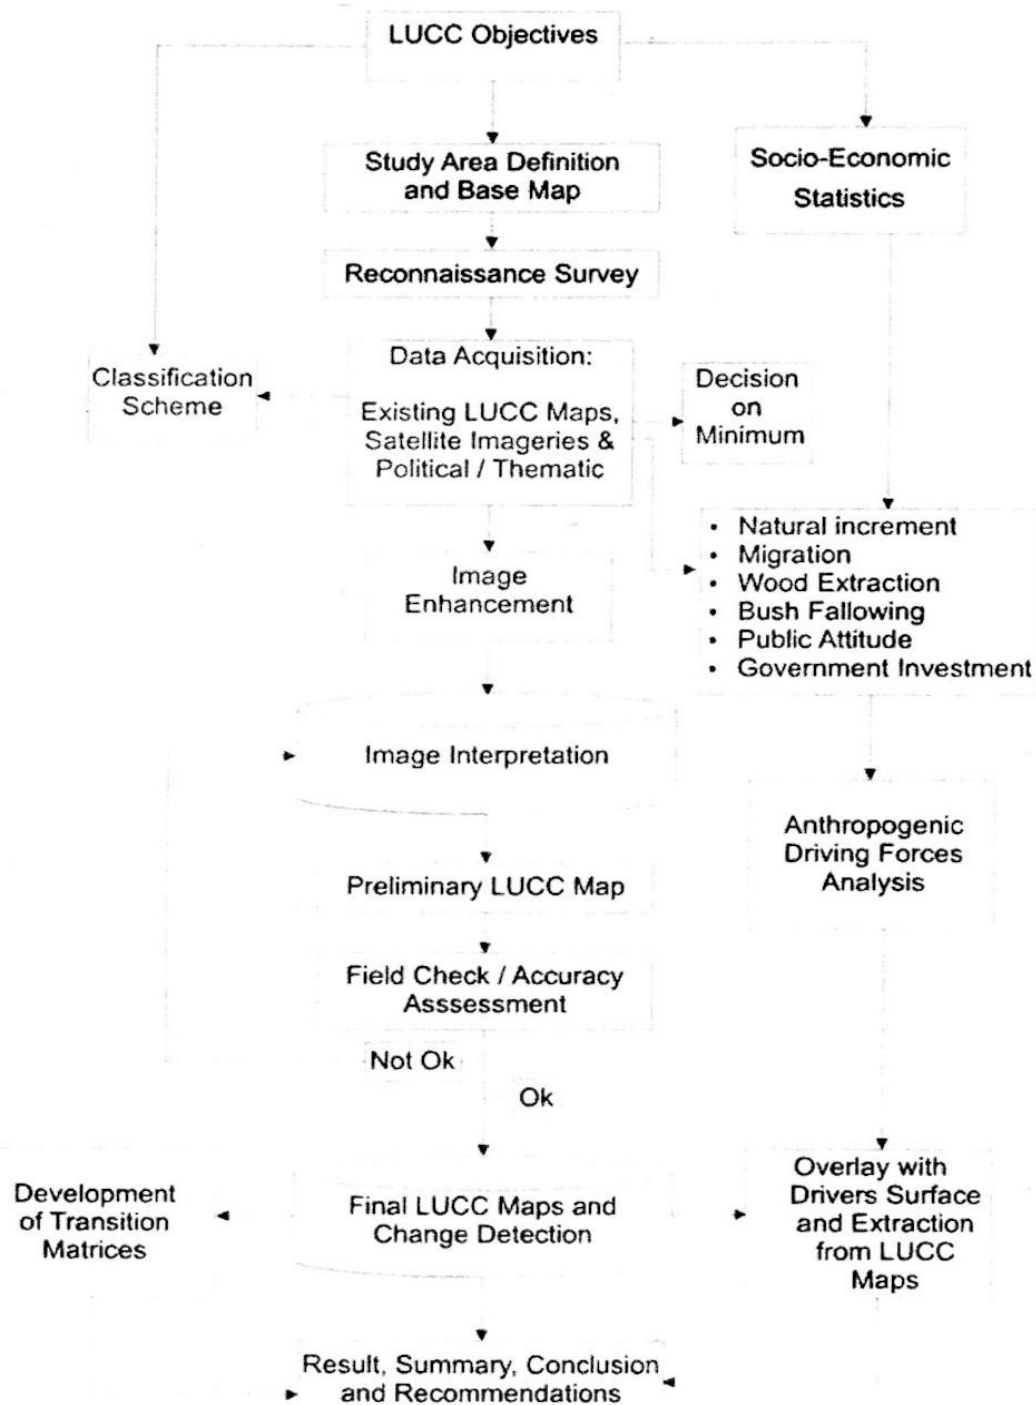 LUCC Objectives
Study Area Definition
and Base Map
Socio-Economic
Statistics
Reconnaissance Survey
Classification
Scheme
Data Acquisition:
Existing LUCC Maps,
Satellite Imageries &
Political / Thematic
Decision
on
Minimum
• Natural increment
• Migration
• Wood Extraction
• Bush Fallowing
• Public Attitude
• Government Investment
Image
Enhancement
Image Interpretation
Anthropogenic
Driving Forces
Analysis
Preliminary LUCC Map
Field Check / Accuracy
Asssessment
Not Ok
Ok
Development
of Transition
Matrices
Final LUCC Maps and
Change Detection
Overlay with
Drivers Surface
and Extraction
from LUCC
Maps
Result, Summary, Conclusion
and Recommendations